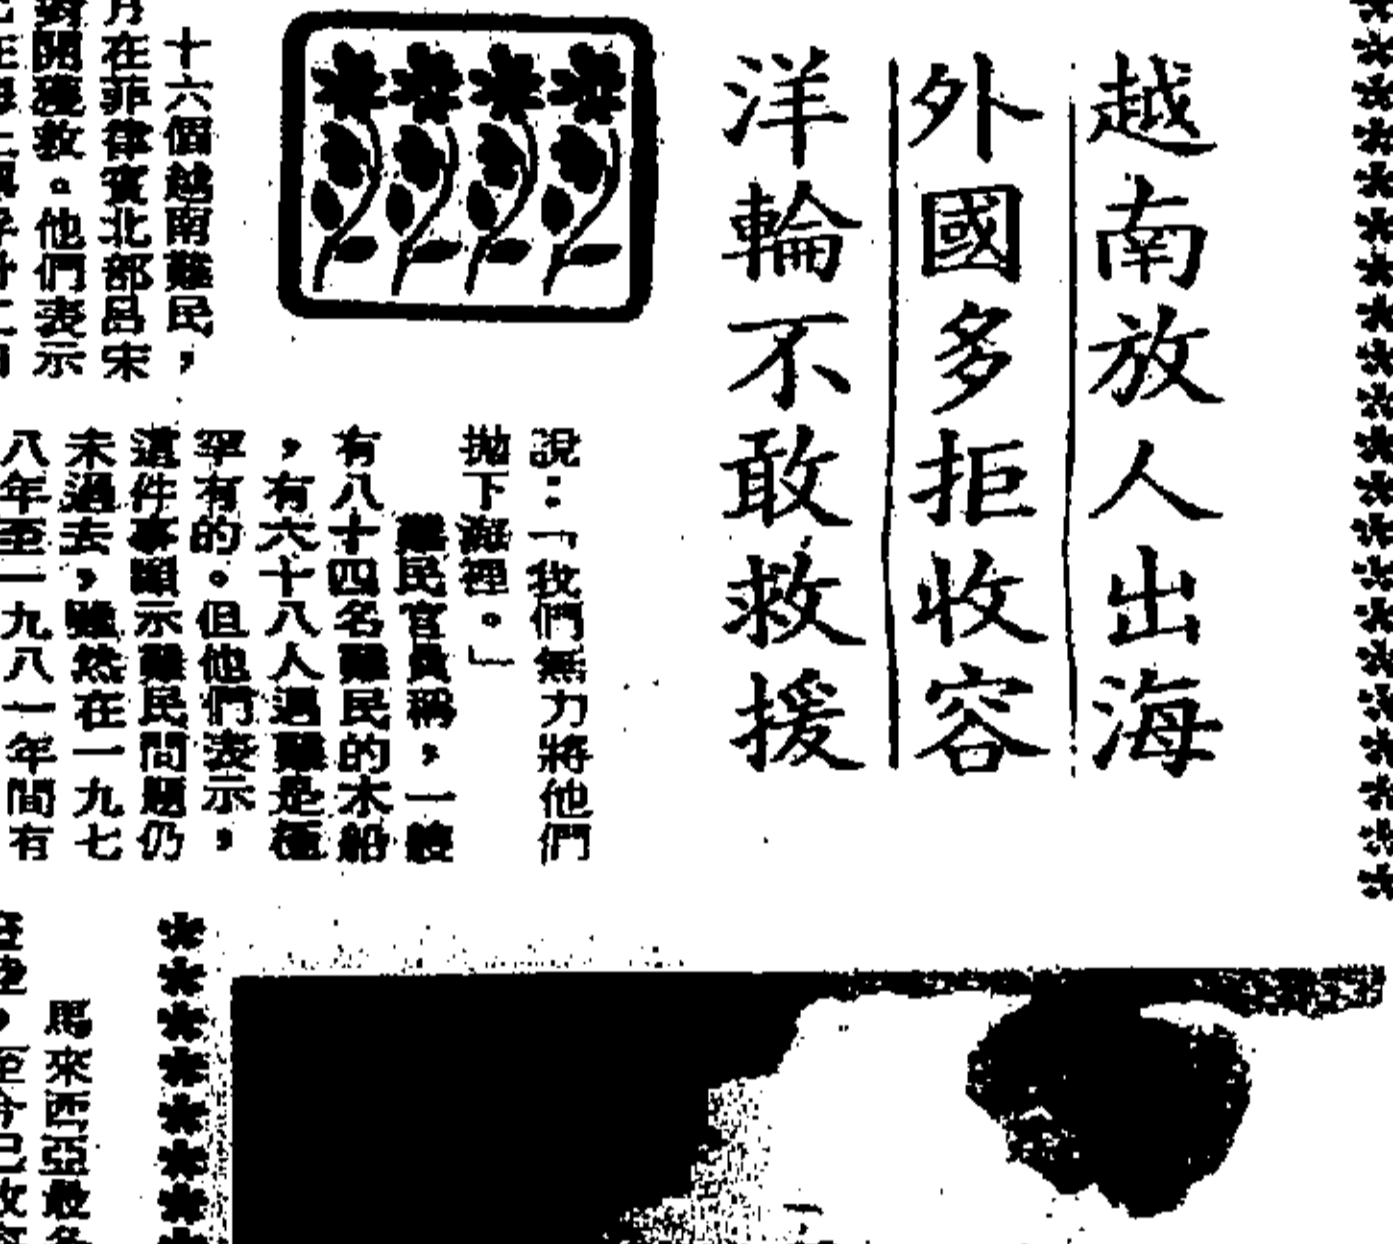 越南放人出海
外國多拒收容
洋輪不敢救援
十六個越南難民，
月在菲律賓北部呂宋
對開獲救。他們表示
說：「我們無力將他們
拋下海裡。」
難民官員稱，一艘
有八十四名難民的木船
，有六十八人遇難是極
罕有的。但他們表示，
這件事顯示難民問題仍
未過去，雖然在一九七
八年至一九八一年間有
馬來西亞最